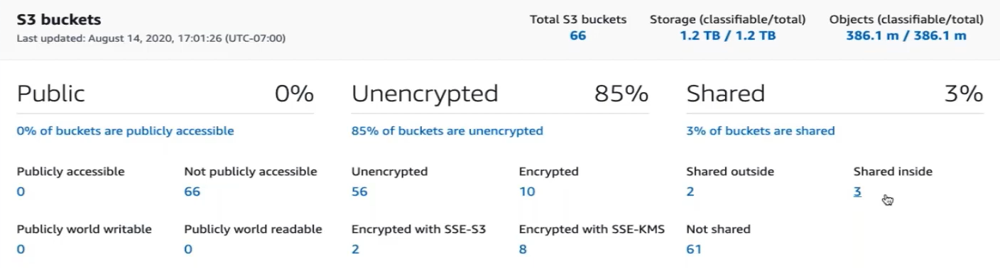 S3 buckets
Last updated: August 14, 2020, 17:01:26 (UTC-07:00)
Total S3 buckets
66
Storage (classifiable/total)
1.2 TB / 1.2 TB
Objects (classifiable/total)
386.1 m / 386.1 m
Public 0%
0% of buckets are publicly accessible
Publicly accessible
0
Not publicly accessible
66
Publicly world writable
0
Publicly world readable
0
Unencrypted 85%
85% of buckets are unencrypted
Unencrypted
56
Encrypted
10
Encrypted with SSE-S3
2
Encrypted with SSE-KMS
8
Shared 3%
3% of buckets are shared
Shared outside
2
Shared inside
3
Not shared
61